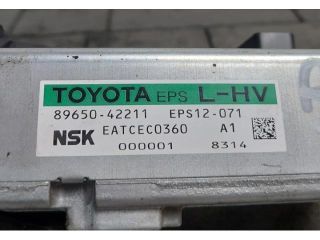 TOYOTA EPS L-HV
89650-42211 EPS12-071
NSK EATCEC0360 A1
000001 8314